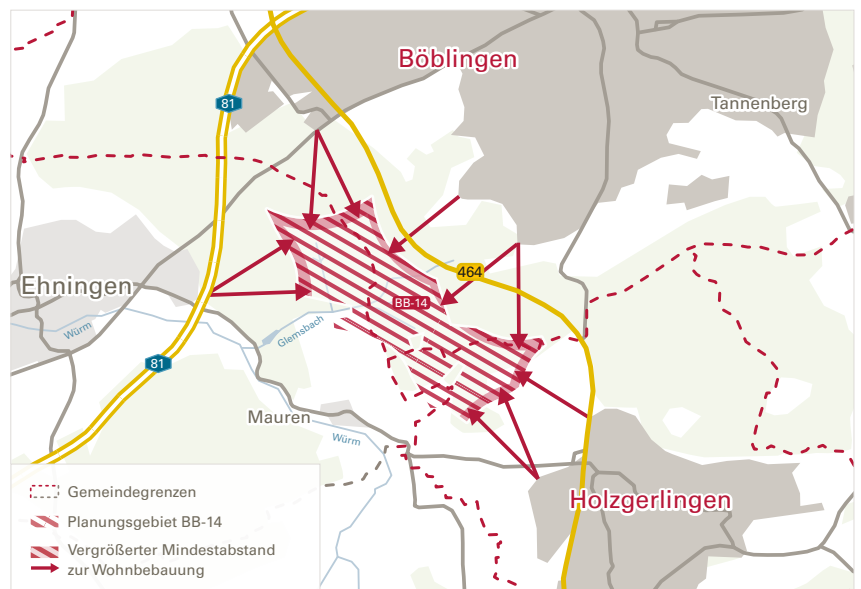 Böblingen
81
Tannenberg
464
Ehningen
BB-14
Würm
Glemsbach
81
Mauren
Würm
Holzgerlingen
Gemeindegrenzen
Planungsgebiet BB-14
Vergrößerter Mindestabstand
zur Wohnbebauung